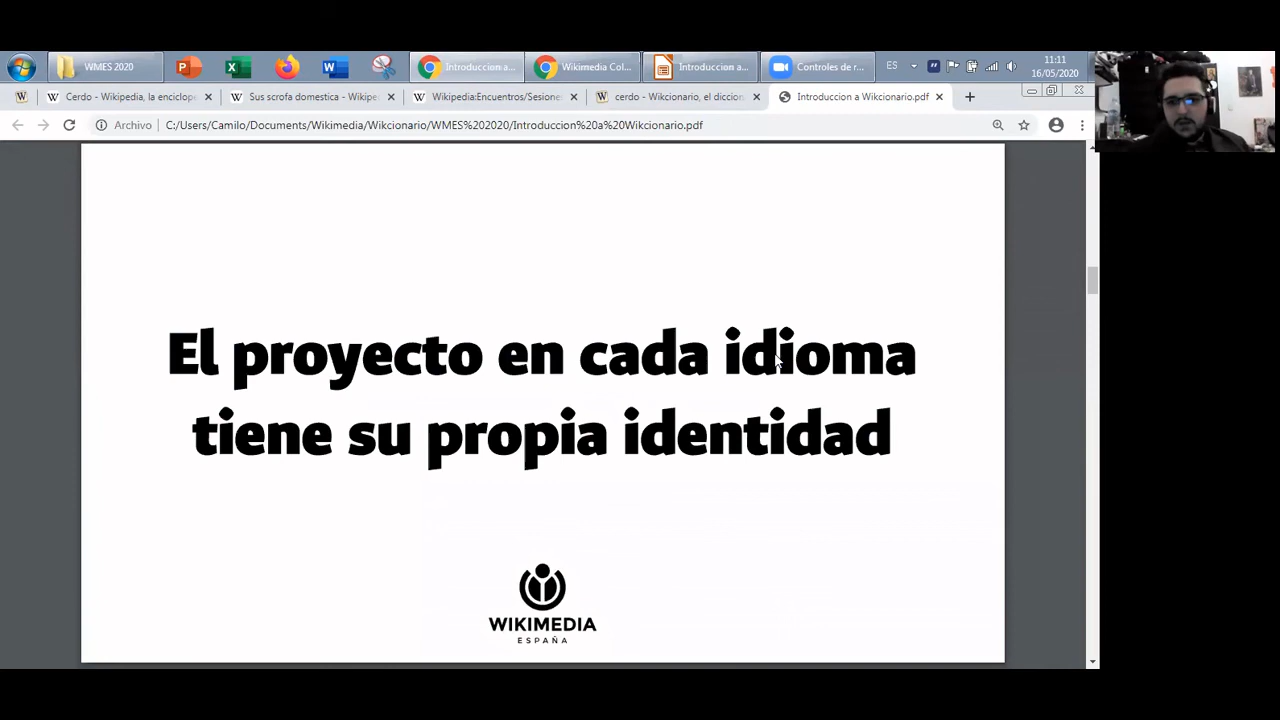 WMES 2020
Introduccion a...
Wikimedia Col...
Introduccion a...
Controles de r...
ES
11:11
16/05/2020
Cerdo - Wikipedia, la enciclop
Sus scrofa domestica - Wikipe
Wikipedia:Encuentros/Sesione
cerdo - Wikcionario, el diccion
Introduccion a Wikcionario.pdf
Archivo
C:/Users/Camilo/Documents/Wikimedia/Wikcionario/WMES%202020/Introduccion%20a%20Wikcionario.pdf
El proyecto en cada idioma
tiene su propia identidad
WIKIMEDIA
ESPAÑA